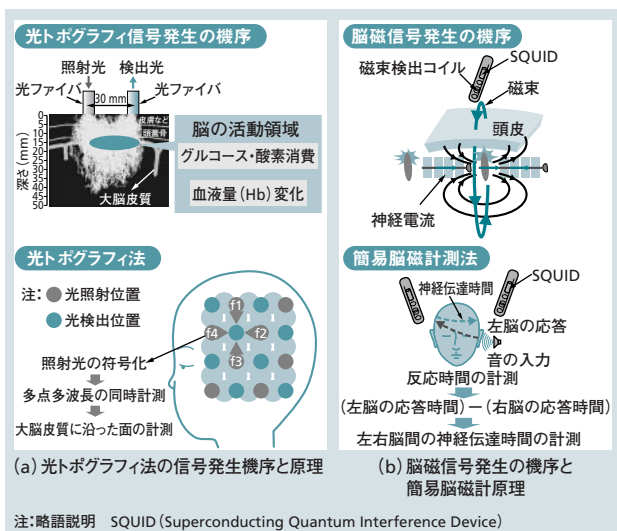 光トポグラフィ信号発生の機序
照射光 検出光
光ファイバ 光ファイバ
30 mm
深さ(mm)
0
5
10
15
20
25
30
35
40
45
50
皮膚など
頭蓋骨
大脳皮質
脳の活動領域
グルコース・酸素消費
血液量(Hb)変化
光トポグラフィ法
注: 光照射位置
光検出位置
f1
f4 f2
f3
照射光の符号化
多点多波長の同時計測
大脳皮質に沿った面の計測
(a)光トポグラフィ法の信号発生機序と原理
脳磁信号発生の機序
SQUID
磁束検出コイル
磁束
頭皮
神経電流
簡易脳磁計測法
SQUID
神経伝達時間
左脳の応答
音の入力
反応時間の計測
(左脳の応答時間)-(右脳の応答時間)
左右脳間の神経伝達時間の計測
(b)脳磁信号発生の機序と
簡易脳磁計原理
注:略語説明 SQUID(Superconducting Quantum Interference Device)